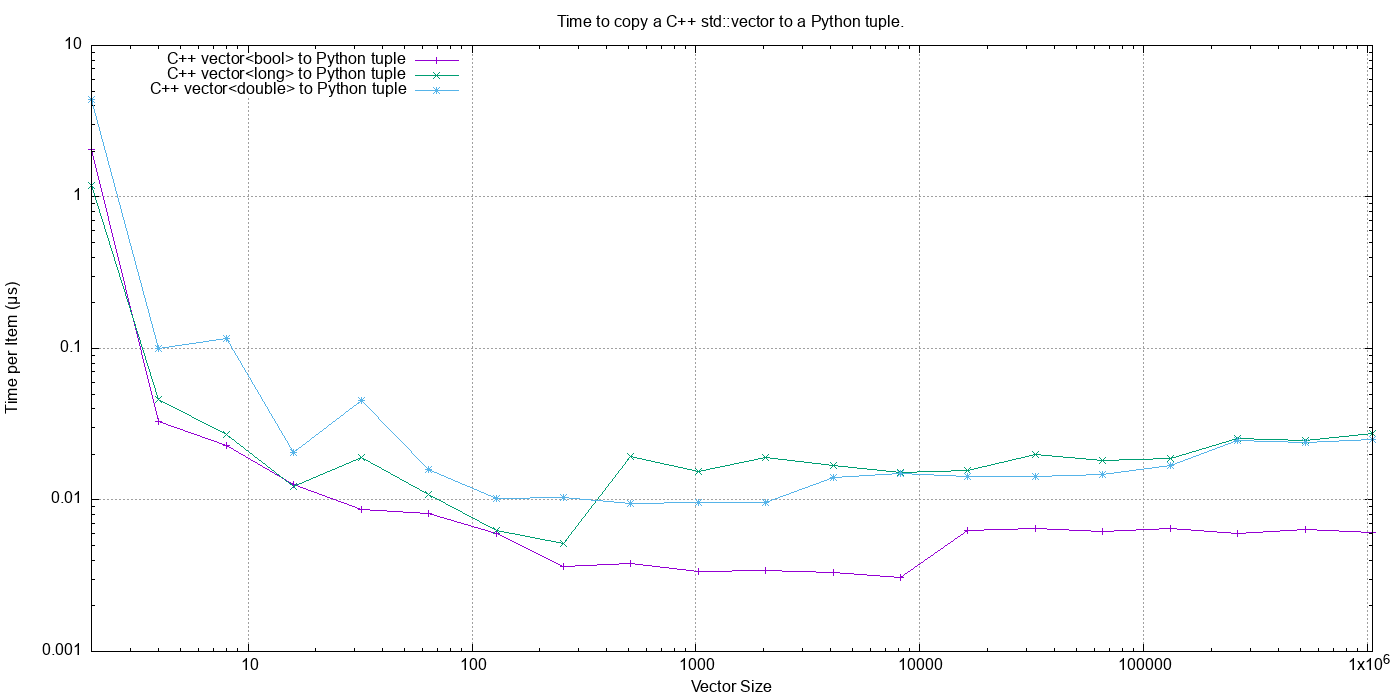 Time to copy a C++ std::vector to a Python tuple.
10
C++ vector<bool> to Python tuple
C++ vector<long> to Python tuple
C++ vector<double> to Python tuple
1
0.1
Time per Item (µs)
0.01
0.001
10 100 1000 10000 100000 1x10⁶
Vector Size